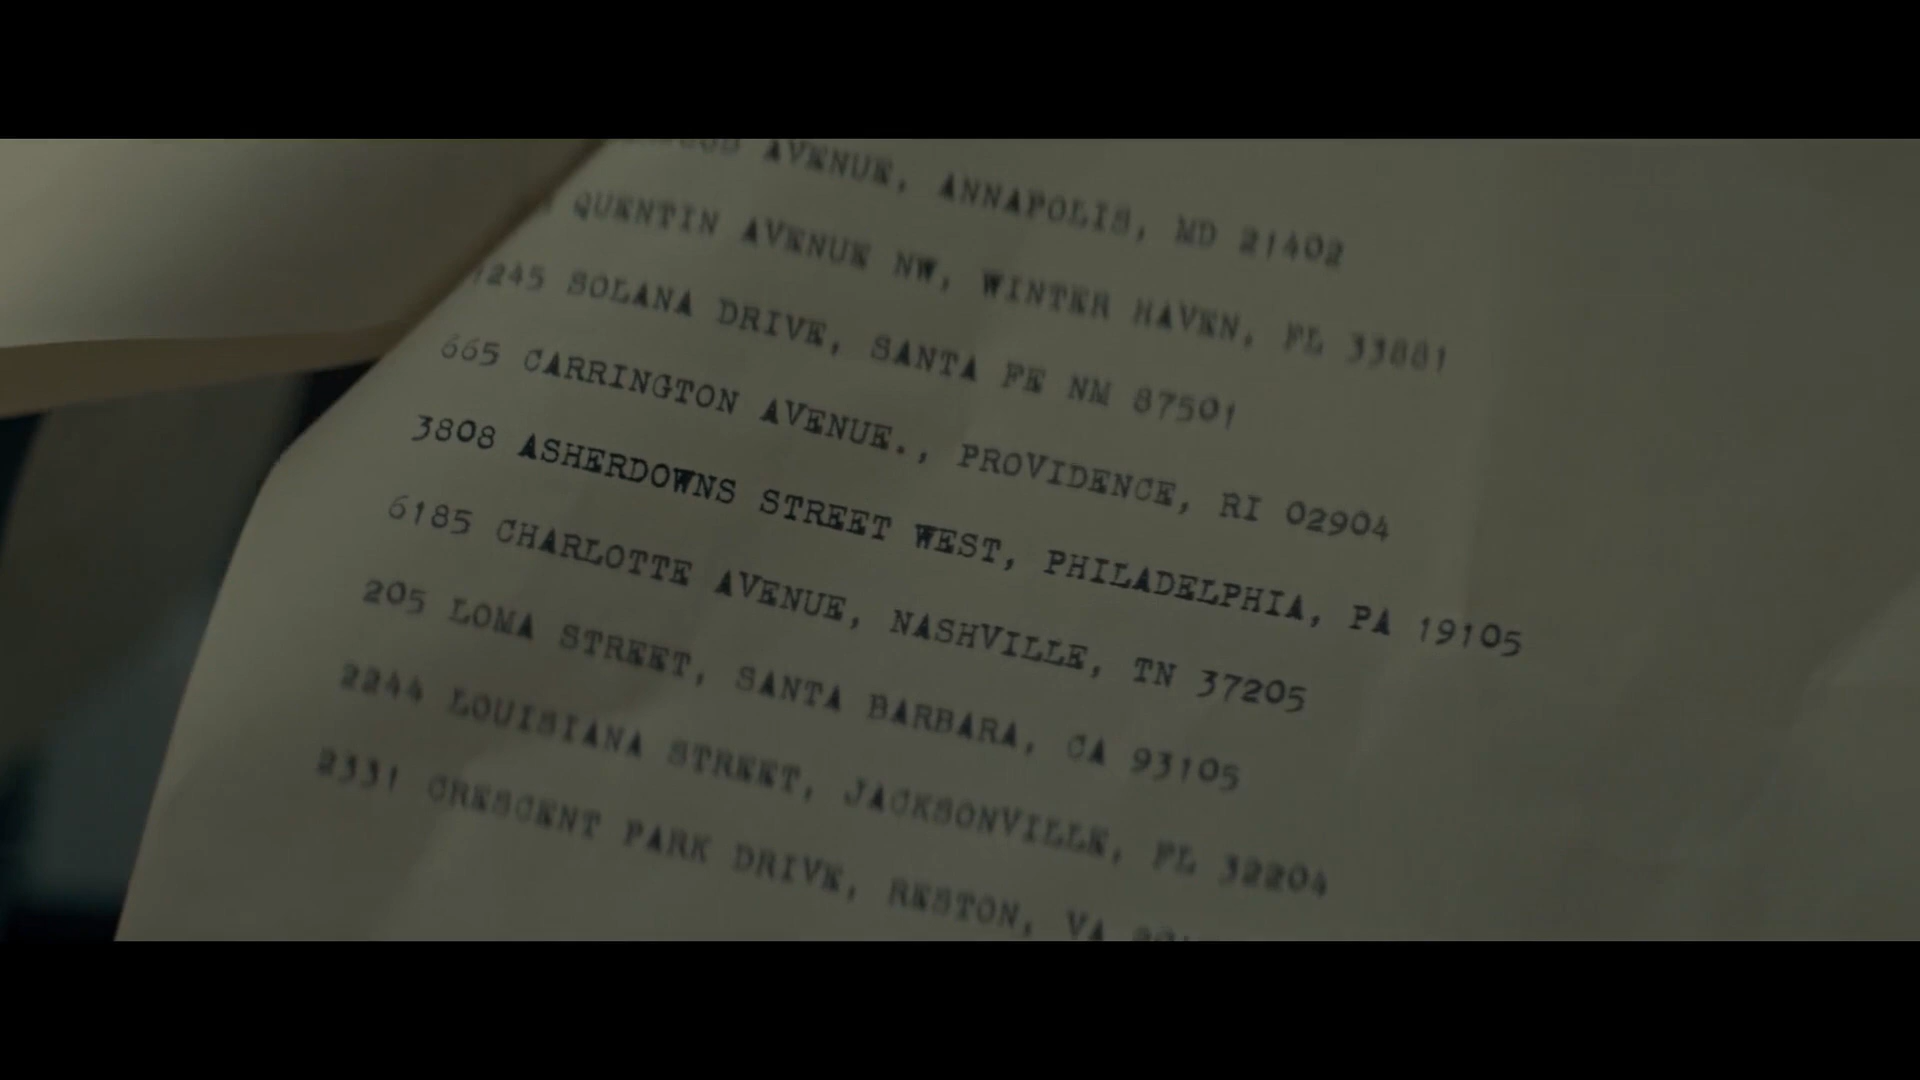 AVENUE, ANNAPOLIS, MD 21402
QUENTIN AVENUE NW, WINTER HAVEN, FL 33881
1245 SOLANA DRIVE, SANTA FE NM 87501
665 CARRINGTON AVENUE., PROVIDENCE, RI 02904
3808 ASHERDOWNS STREET WEST, PHILADELPHIA, PA 19105
6185 CHARLOTTE AVENUE, NASHVILLE, TN 37205
205 LOMA STREET, SANTA BARBARA, CA 93105
2244 LOUISIANA STREET, JACKSONVILLE, FL 32204
2331 CRESCENT PARK DRIVE, RESTON, VA